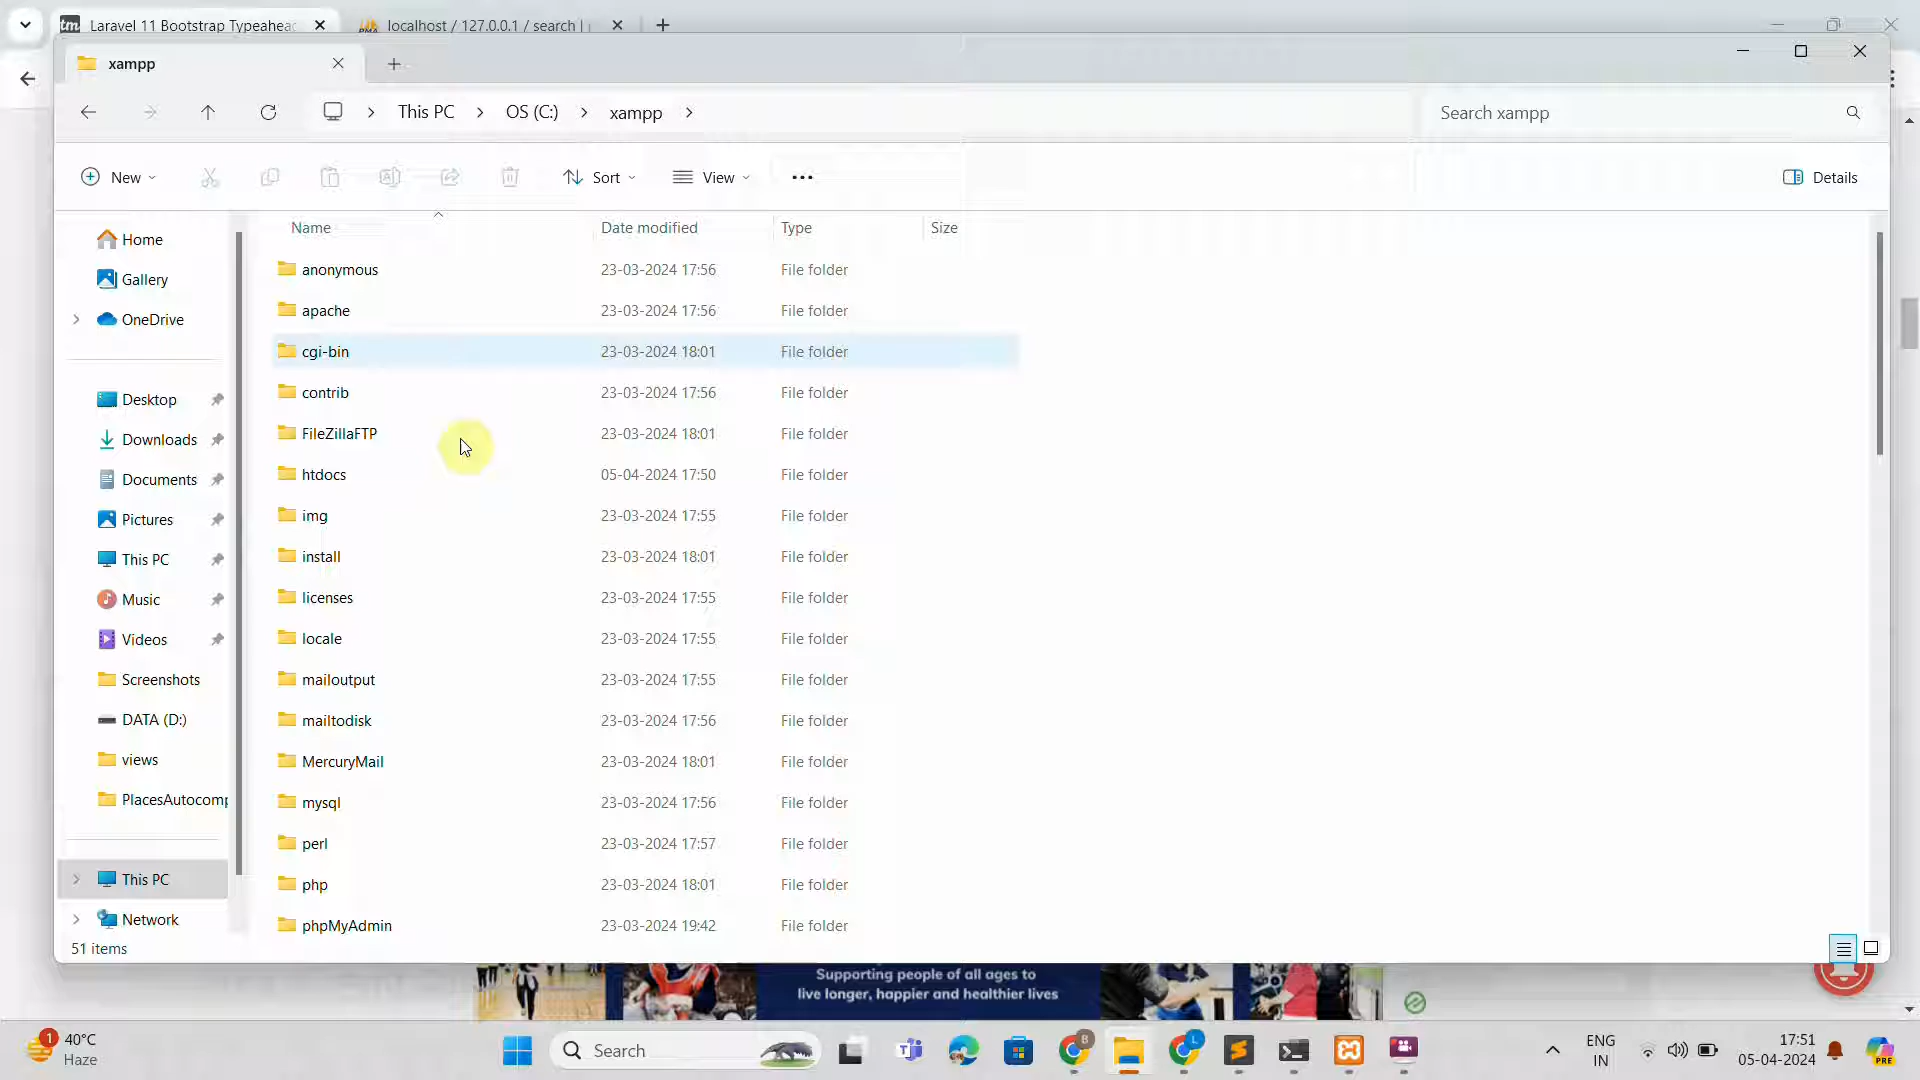 tm Laravel 11 Bootstrap Typeahea
localhost / 127.0.0.1 / search |
xampp
This PC > OS (C:) > xampp >
Search xampp
New
Sort
View
Details
Name Date modified Type Size
Home
Gallery
OneDrive
Desktop
Downloads
Documents
Pictures
This PC
Music
Videos
Screenshots
DATA (D:)
views
PlacesAutocomp
This PC
Network
anonymous 23-03-2024 17:56 File folder
apache 23-03-2024 17:56 File folder
cgi-bin 23-03-2024 18:01 File folder
contrib 23-03-2024 17:56 File folder
FileZillaFTP 23-03-2024 18:01 File folder
htdocs 05-04-2024 17:50 File folder
img 23-03-2024 17:55 File folder
install 23-03-2024 18:01 File folder
licenses 23-03-2024 17:55 File folder
locale 23-03-2024 17:55 File folder
mailoutput 23-03-2024 17:55 File folder
mailtodisk 23-03-2024 17:56 File folder
MercuryMail 23-03-2024 18:01 File folder
mysql 23-03-2024 17:56 File folder
perl 23-03-2024 17:57 File folder
php 23-03-2024 18:01 File folder
phpMyAdmin 23-03-2024 19:42 File folder
51 items
Supporting people of all ages to
live longer, happier and healthier lives
1
40°C
Haze
Search
B
L
ENG
IN
17:51
05-04-2024
PRE